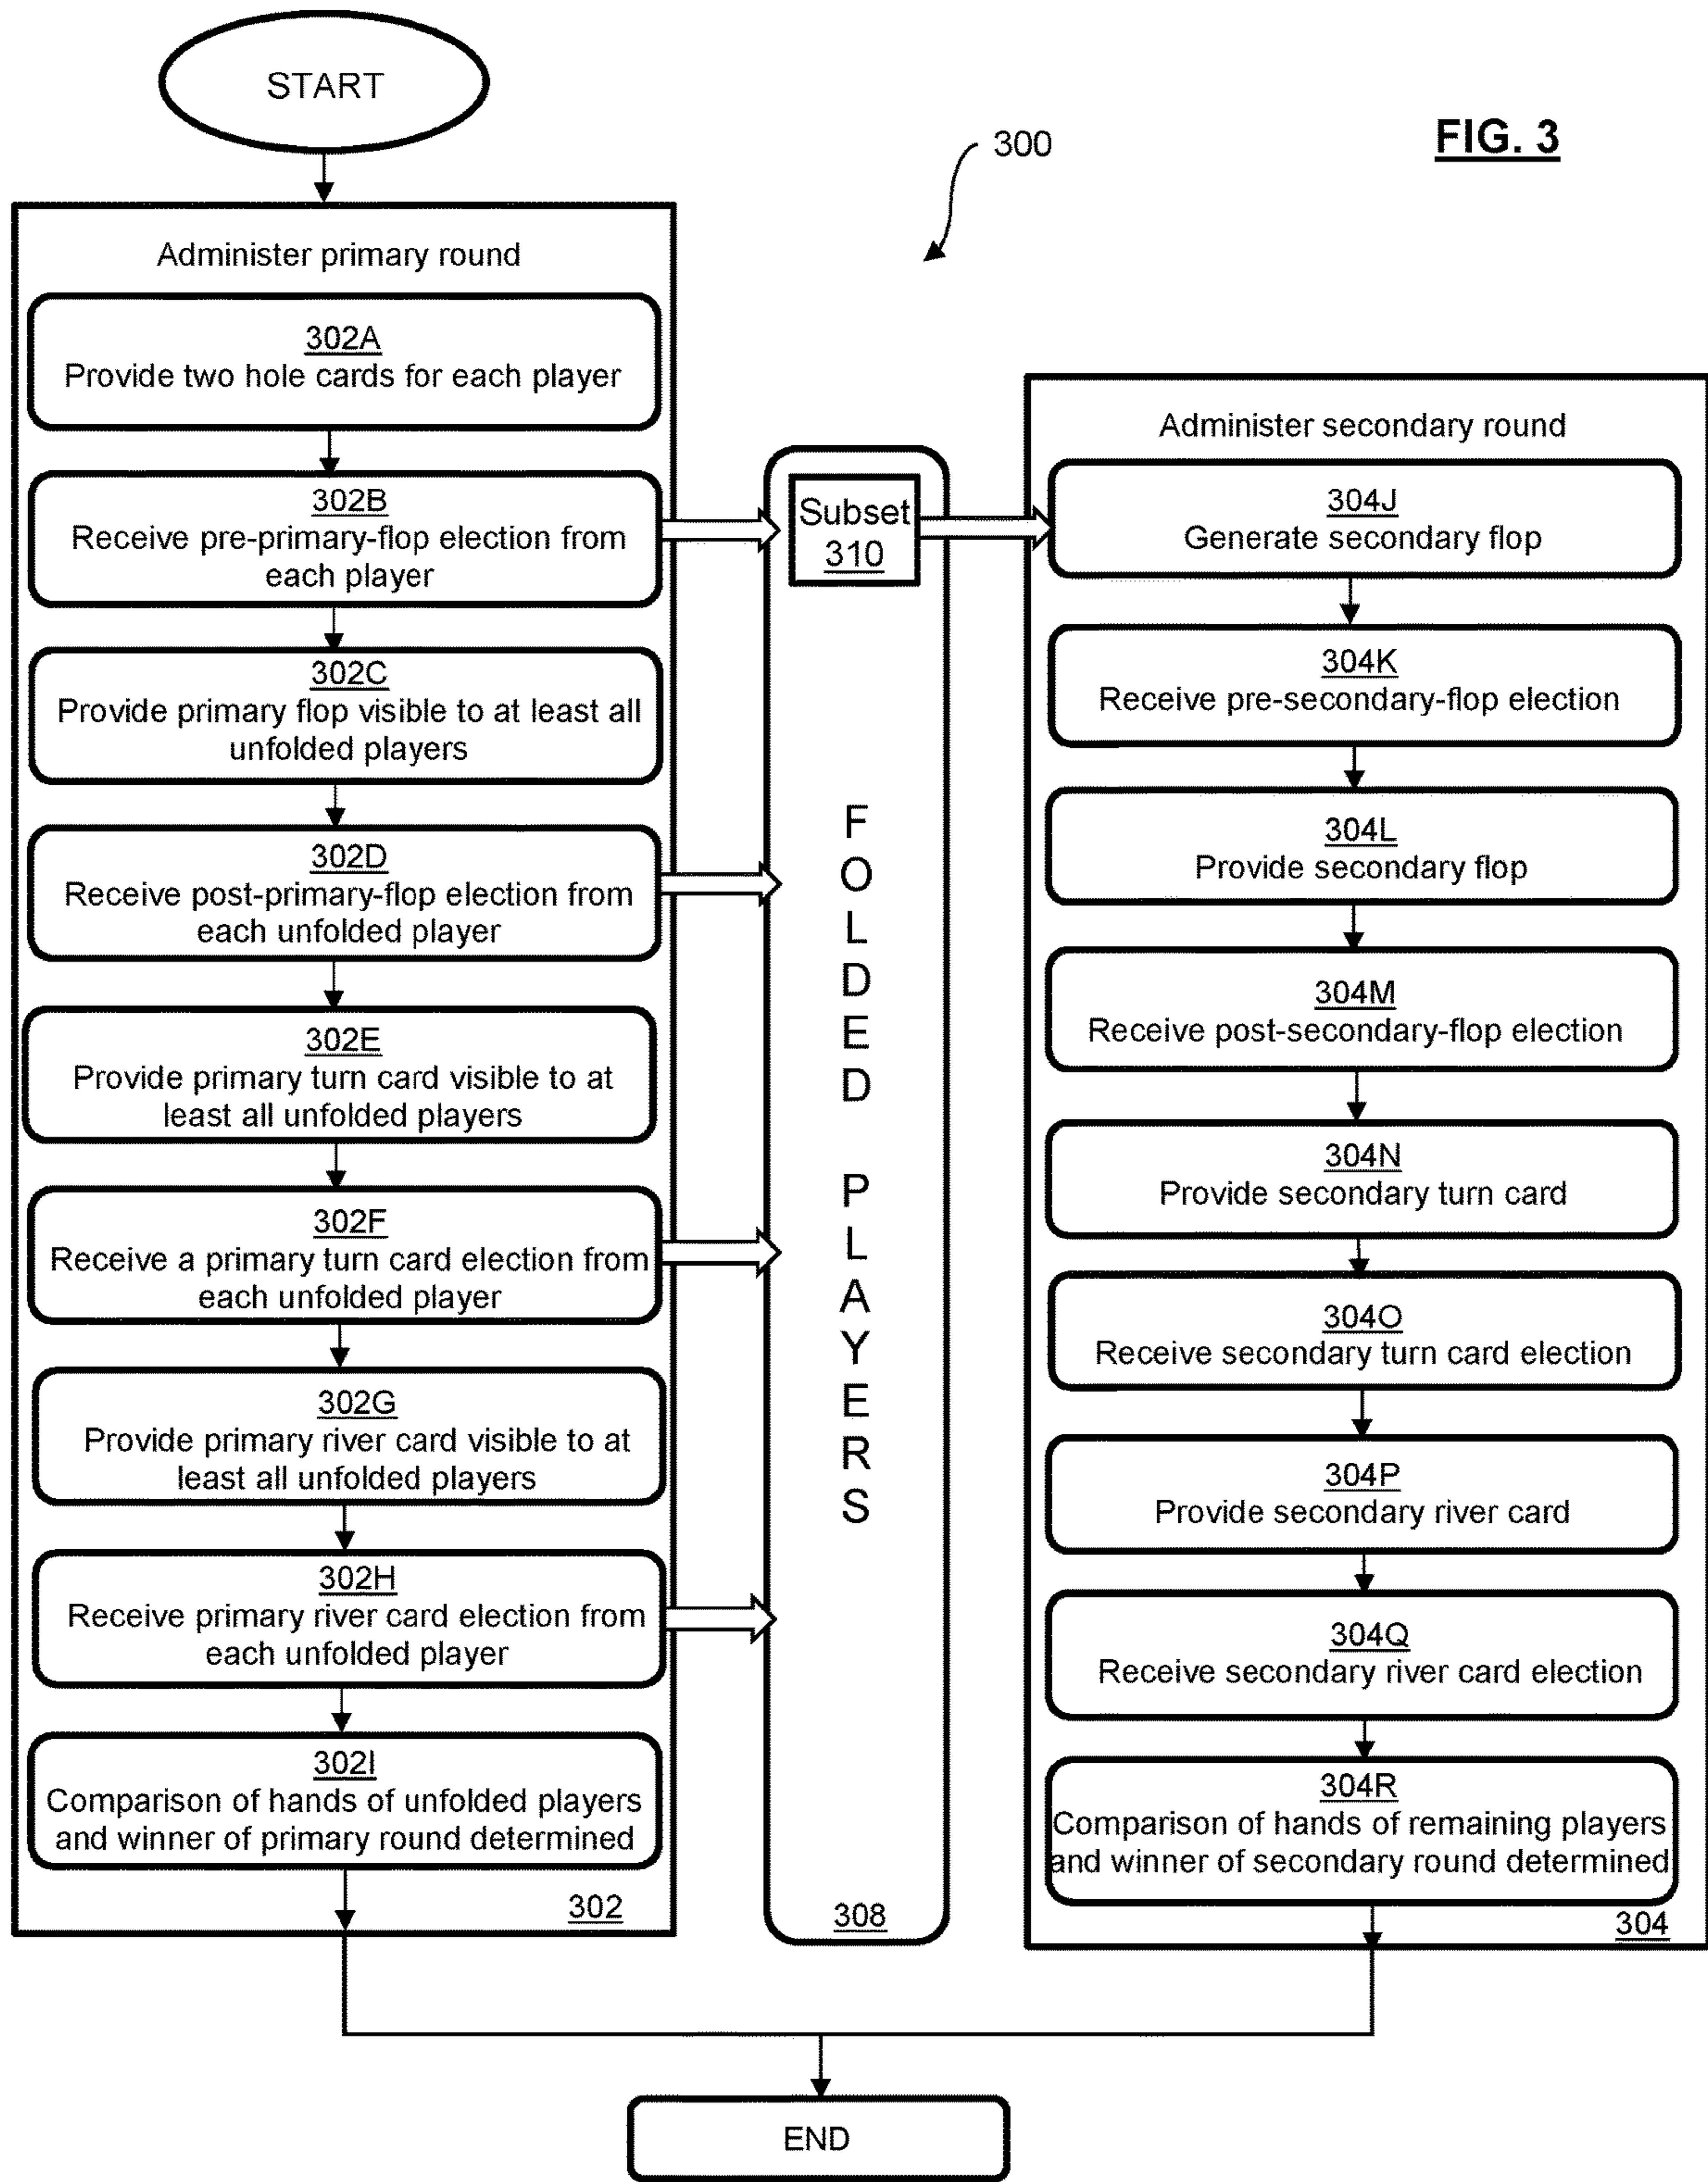 START
300
FIG. 3
Administer primary round
302A
Provide two hole cards for each player
302B
Receive pre-primary-flop election from
each player
302C
Provide primary flop visible to at least all
unfolded players
302D
Receive post-primary-flop election from
each unfolded player
302E
Provide primary turn card visible to at
least all unfolded players
302F
Receive a primary turn card election from
each unfolded player
302G
Provide primary river card visible to at
least all unfolded players
302H
Receive primary river card election from
each unfolded player
302I
Comparison of hands of unfolded players
and winner of primary round determined
302
Subset
310
FOLDED PLAYERS
308
Administer secondary round
304J
Generate secondary flop
304K
Receive pre-secondary-flop election
304L
Provide secondary flop
304M
Receive post-secondary-flop election
304N
Provide secondary turn card
304O
Receive secondary turn card election
304P
Provide secondary river card
304Q
Receive secondary river card election
304R
Comparison of hands of remaining players
and winner of secondary round determined
304
END